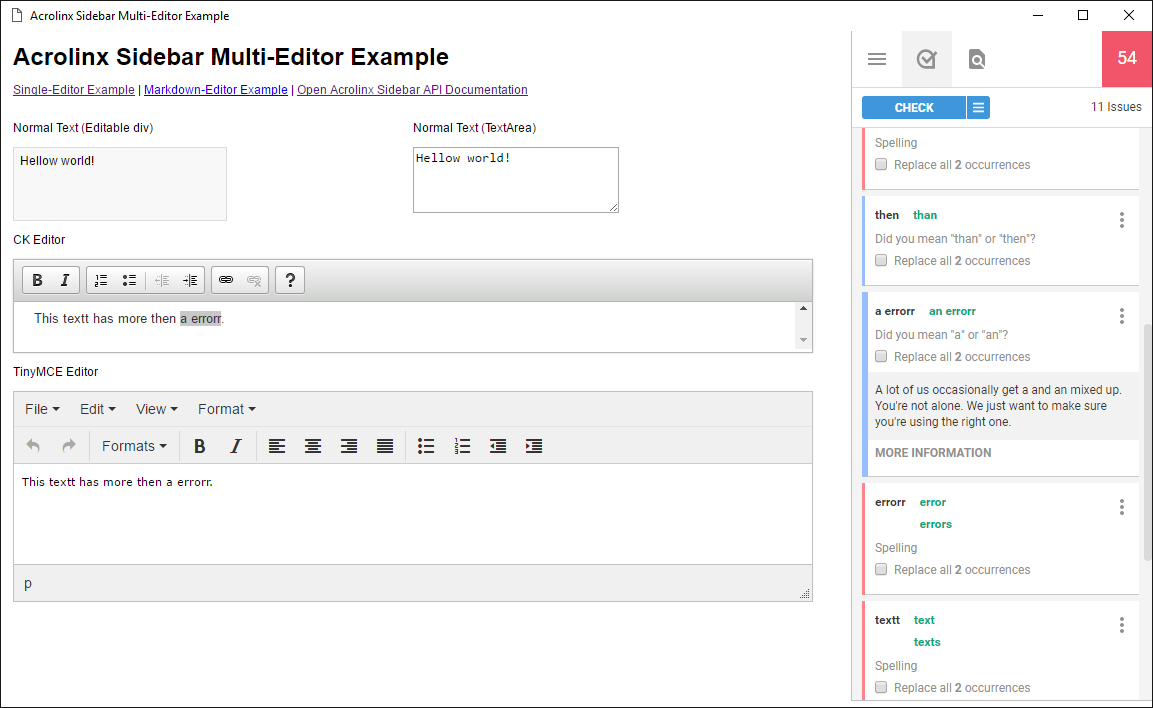 Acrolinx Sidebar Multi-Editor Example
Acrolinx Sidebar Multi-Editor Example
Single-Editor Example | Markdown-Editor Example | Open Acrolinx Sidebar API Documentation
Normal Text (Editable div)
Hellow world!
Normal Text (TextArea)
Hellow world!
CK Editor
B I ?
This textt has more then a errorr.
TinyMCE Editor
File Edit View Format
Formats B I
This textt has more then a errorr.
p
54
CHECK
11 Issues
Spelling
Replace all 2 occurrences
then than
Did you mean "than" or "then"?
Replace all 2 occurrences
a errorr an errorr
Did you mean "a" or "an"?
Replace all 2 occurrences
A lot of us occasionally get a and an mixed up.
You're not alone. We just want to make sure
you're using the right one.
MORE INFORMATION
errorr error
errors
Spelling
Replace all 2 occurrences
textt text
texts
Spelling
Replace all 2 occurrences